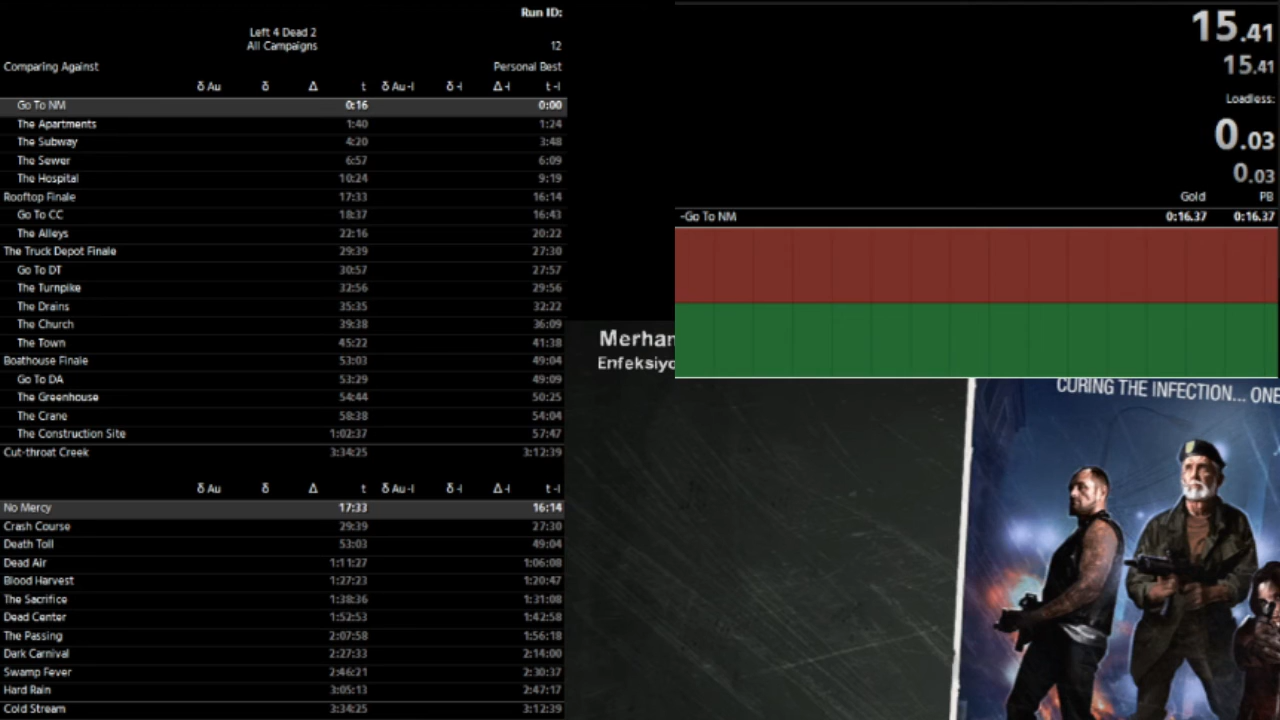 Run ID:
Left 4 Dead 2
All Campaigns
12
Comparing Against Personal Best
δ Au δ Δ t δ Au-l δ -l Δ -l t -l
Go To NM 0:16 0:00
The Apartments 1:40 1:24
The Subway 4:20 3:48
The Sewer 6:57 6:09
The Hospital 10:24 9:19
Rooftop Finale 17:33 16:14
Go To CC 18:37 16:43
The Alleys 22:16 20:22
The Truck Depot Finale 29:39 27:30
Go To DT 30:57 27:57
The Turnpike 32:56 29:56
The Drains 35:35 32:22
The Church 39:38 36:09
The Town 45:22 41:38
Boathouse Finale 53:03 49:04
Go To DA 53:29 49:09
The Greenhouse 54:44 50:25
The Crane 58:38 54:04
The Construction Site 1:02:37 57:47
Cut-throat Creek 3:34:25 3:12:39
δ Au δ Δ t δ Au-l δ -l Δ -l t -l
No Mercy 17:33 16:14
Crash Course 29:39 27:30
Death Toll 53:03 49:04
Dead Air 1:11:27 1:06:08
Blood Harvest 1:27:23 1:20:47
The Sacrifice 1:38:36 1:31:08
Dead Center 1:52:53 1:42:58
The Passing 2:07:58 1:56:18
Dark Carnival 2:27:33 2:14:00
Swamp Fever 2:46:21 2:30:37
Hard Rain 3:05:13 2:47:17
Cold Stream 3:34:25 3:12:39
15.41
15.41
Loadless:
0.03
0.03
Gold PB
-Go To NM 0:16.37 0:16.37
Merhan
Enfeksiyo
CURING THE INFECTION... ONE